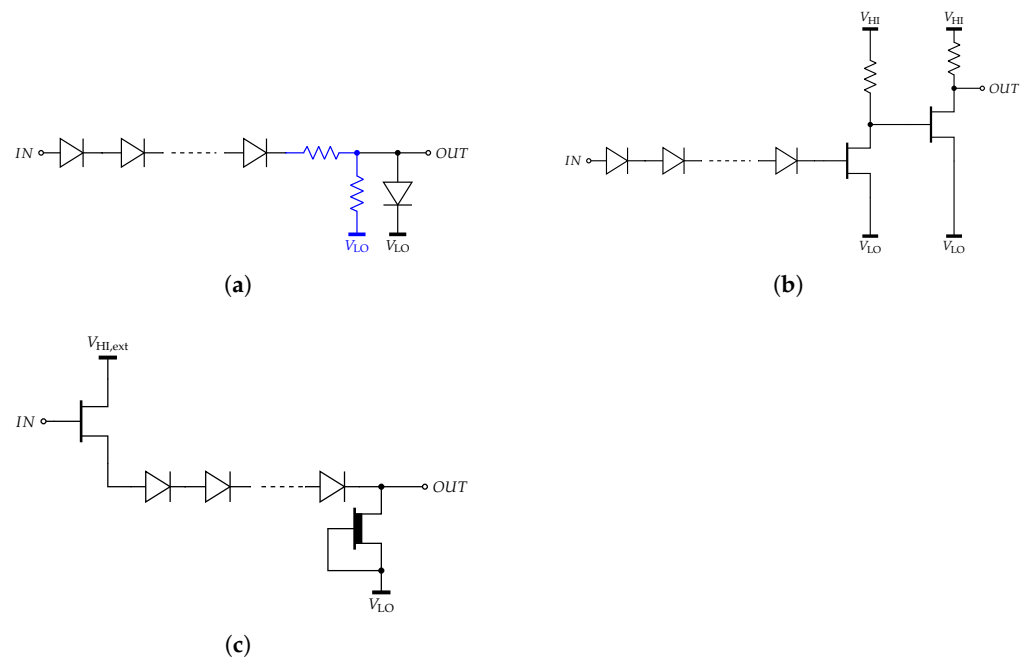 IN
OUT
V_LO V_LO
(a)
V_HI V_HI
OUT
IN
V_LO V_LO
(b)
V_HI,ext
IN
OUT
V_LO
(c)